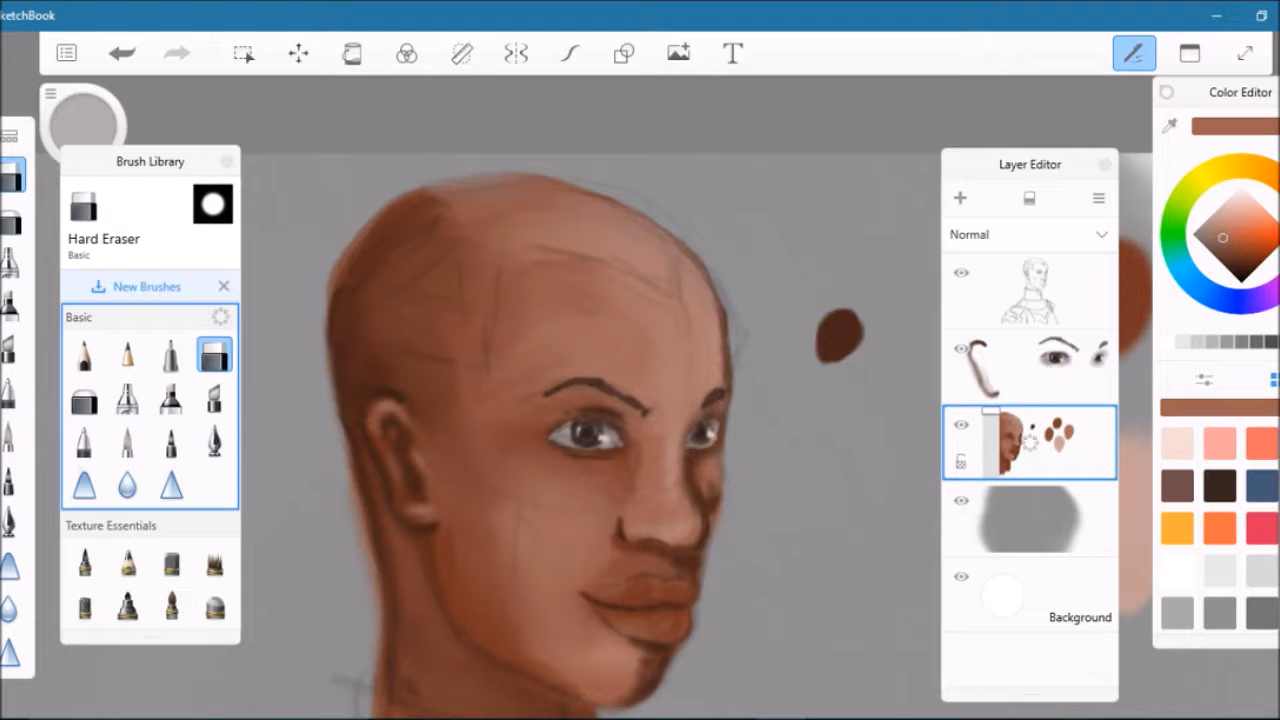 ketchBook
T
Color Editor
Brush Library
Layer Editor
Hard Eraser
Basic
Normal
New Brushes
Basic
Texture Essentials
Background